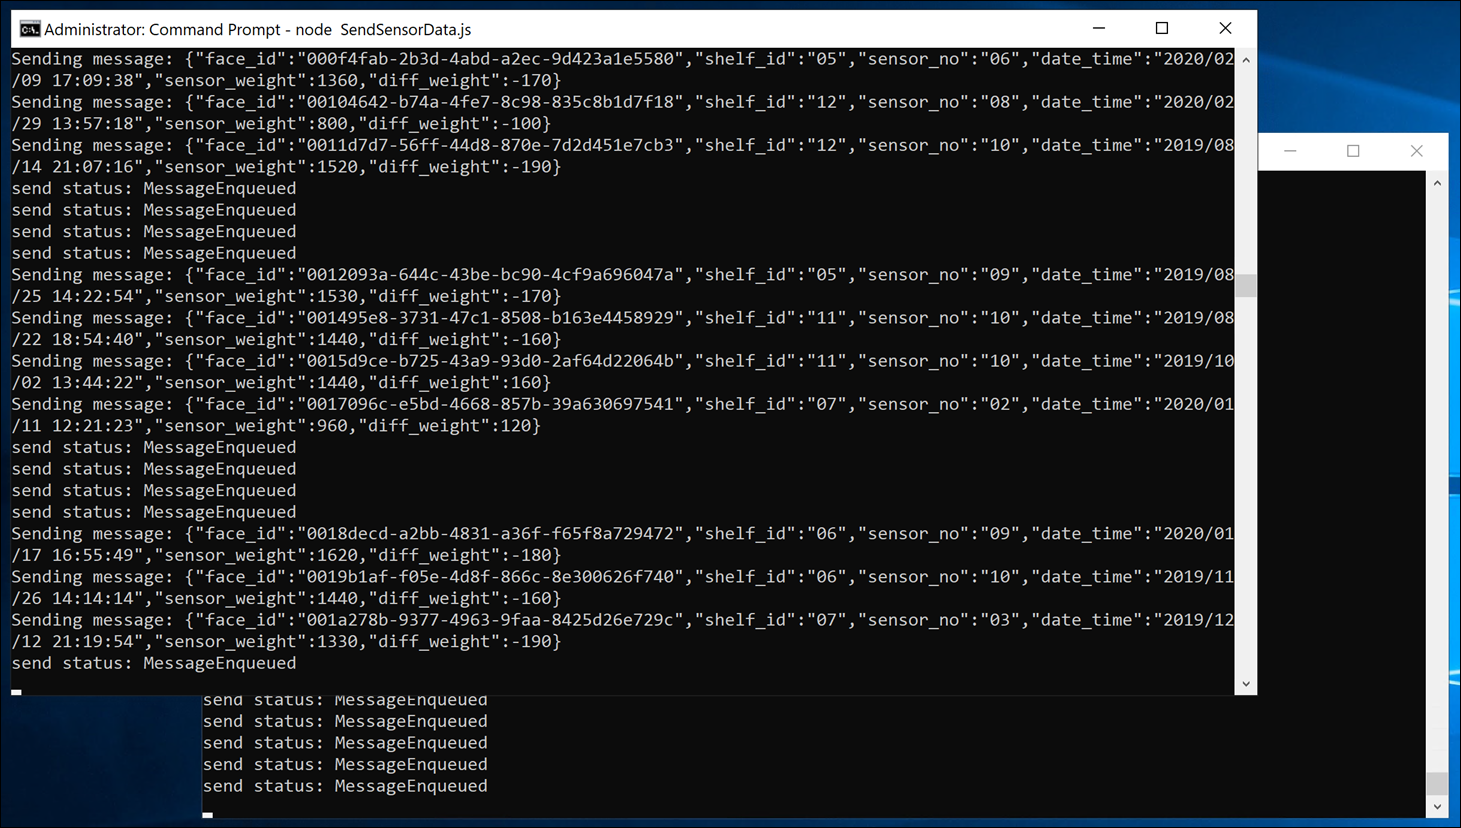 Administrator: Command Prompt - node  SendSensorData.js
Sending message: {"face_id":"000f4fab-2b3d-4abd-a2ec-9d423a1e5580","shelf_id":"05","sensor_no":"06","date_time":"2020/02
/09 17:09:38","sensor_weight":1360,"diff_weight":-170}
Sending message: {"face_id":"00104642-b74a-4fe7-8c98-835c8b1d7f18","shelf_id":"12","sensor_no":"08","date_time":"2020/02
/29 13:57:18","sensor_weight":800,"diff_weight":-100}
Sending message: {"face_id":"0011d7d7-56ff-44d8-870e-7d2d451e7cb3","shelf_id":"12","sensor_no":"10","date_time":"2019/08
/14 21:07:16","sensor_weight":1520,"diff_weight":-190}
send status: MessageEnqueued
send status: MessageEnqueued
send status: MessageEnqueued
send status: MessageEnqueued
Sending message: {"face_id":"0012093a-644c-43be-bc90-4cf9a696047a","shelf_id":"05","sensor_no":"09","date_time":"2019/08
/25 14:22:54","sensor_weight":1530,"diff_weight":-170}
Sending message: {"face_id":"001495e8-3731-47c1-8508-b163e4458929","shelf_id":"11","sensor_no":"10","date_time":"2019/08
/22 18:54:40","sensor_weight":1440,"diff_weight":-160}
Sending message: {"face_id":"0015d9ce-b725-43a9-93d0-2af64d22064b","shelf_id":"11","sensor_no":"10","date_time":"2019/10
/02 13:44:22","sensor_weight":1440,"diff_weight":160}
Sending message: {"face_id":"0017096c-e5bd-4668-857b-39a630697541","shelf_id":"07","sensor_no":"02","date_time":"2020/01
/11 12:21:23","sensor_weight":960,"diff_weight":120}
send status: MessageEnqueued
send status: MessageEnqueued
send status: MessageEnqueued
send status: MessageEnqueued
Sending message: {"face_id":"0018decd-a2bb-4831-a36f-f65f8a729472","shelf_id":"06","sensor_no":"09","date_time":"2020/01
/17 16:55:49","sensor_weight":1620,"diff_weight":-180}
Sending message: {"face_id":"0019b1af-f05e-4d8f-866c-8e300626f740","shelf_id":"06","sensor_no":"10","date_time":"2019/11
/26 14:14:14","sensor_weight":1440,"diff_weight":-160}
Sending message: {"face_id":"001a278b-9377-4963-9faa-8425d26e729c","shelf_id":"07","sensor_no":"03","date_time":"2019/12
/12 21:19:54","sensor_weight":1330,"diff_weight":-190}
send status: MessageEnqueued
send status: MessageEnqueued
send status: MessageEnqueued
send status: MessageEnqueued
send status: MessageEnqueued
send status: MessageEnqueued